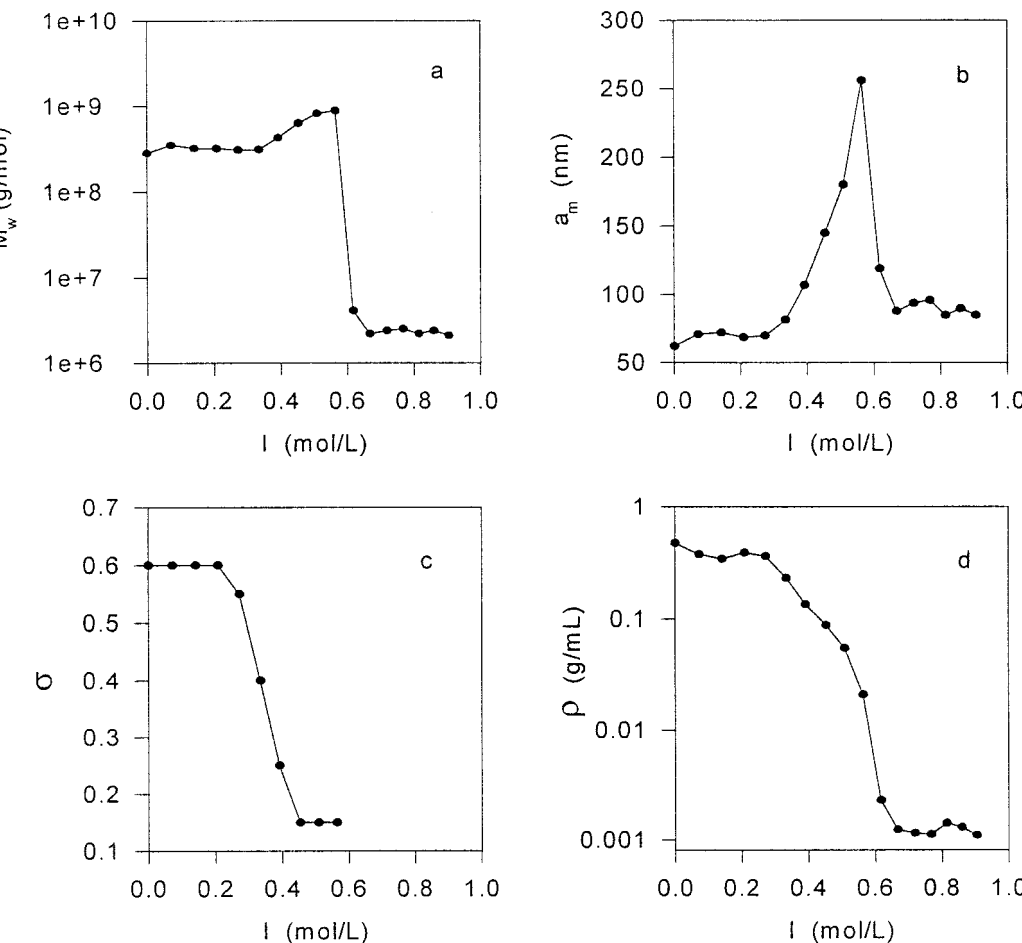 1e+10
1e+9
1e+8
1e+7
1e+6
M_w (g/mol)
a
0.0 0.2 0.4 0.6 0.8 1.0
I (mol/L)
300
250
200
150
100
50
a_m (nm)
b
0.0 0.2 0.4 0.6 0.8 1.0
I (mol/L)
0.7
0.6
0.5
0.4
0.3
0.2
0.1
σ
c
0.0 0.2 0.4 0.6 0.8 1.0
I (mol/L)
1
0.1
0.01
0.001
ρ (g/mL)
d
0.0 0.2 0.4 0.6 0.8 1.0
I (mol/L)